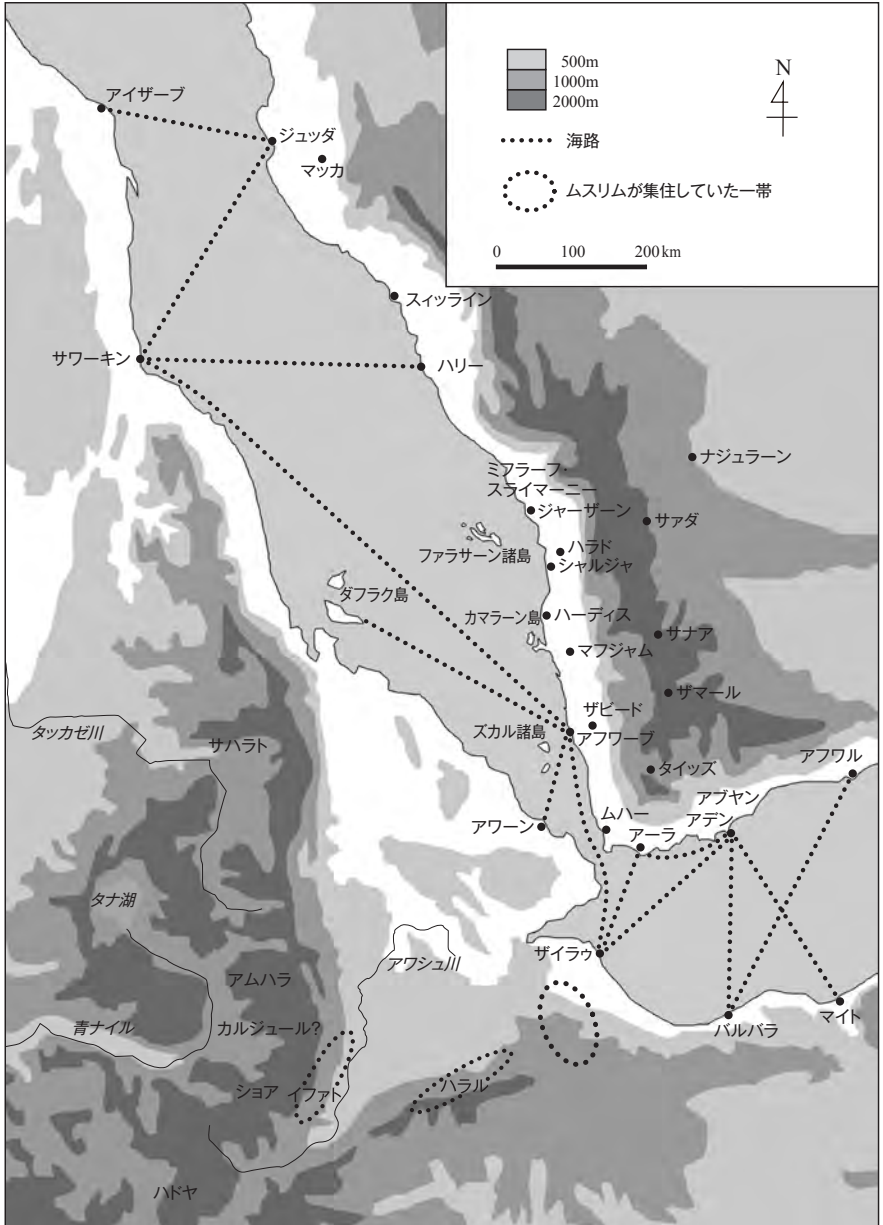 500m
1000m
2000m
N
海路
ムスリムが集住していた一帯
0 100 200km
アイザーブ
ジュッダ
マッカ
スィッライン
サワーキン
ハリー
ナジュラーン
ミフラーフ・
スライマーニー
ジャーザーン
サァダ
ハラド
ファラサーン諸島
シャルジャ
ダフラク島
カマラーン島
ハーディス
サナア
マフジャム
ザマール
タッカゼ川
サハラト
ザビード
ズカル諸島
アフワーブ
アフワル
タイッズ
アブヤン
アデン
アワーン
ムハー
アーラ
タナ湖
ザイラゥ
アワシュ川
アムハラ
マイト
バルバラ
青ナイル
カルジュール?
ハラル
ショア
イファト
ハドヤ